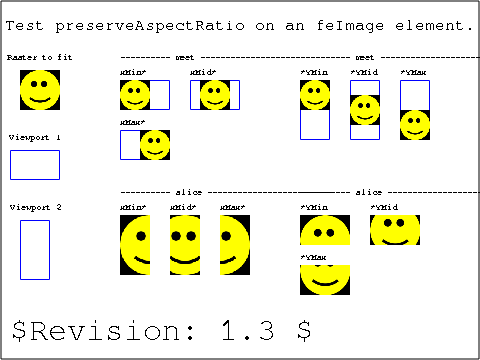 Test preserveAspectRatio on an feImage element.
Raster to fit
--------------- meet --------------------------------- meet ---------------
xMin* xMid* *YMin *YMid *YMax
xMax*
Viewport 1
--------------- slice --------------------------------- slice ---------------
Viewport 2
xMin* xMid* xMax* *YMin *YMid
*YMax
$Revision: 1.3 $